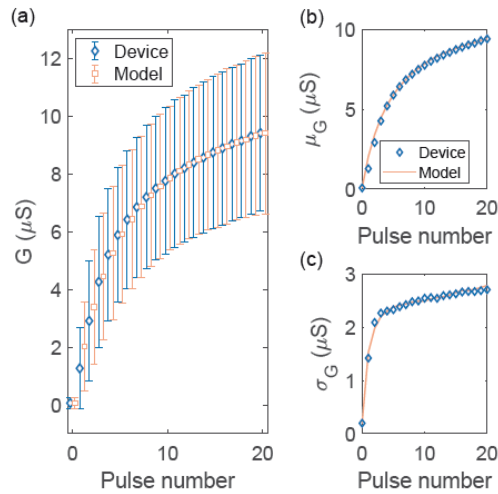 (a)
12
10
8
6
4
2
0
G (μS)
Device
Model
0
10
20
Pulse number
(b)
10
5
0
μG (μS)
Device
Model
0
10
20
Pulse number
(c)
3
2
1
0
σG (μS)
0
10
20
Pulse number